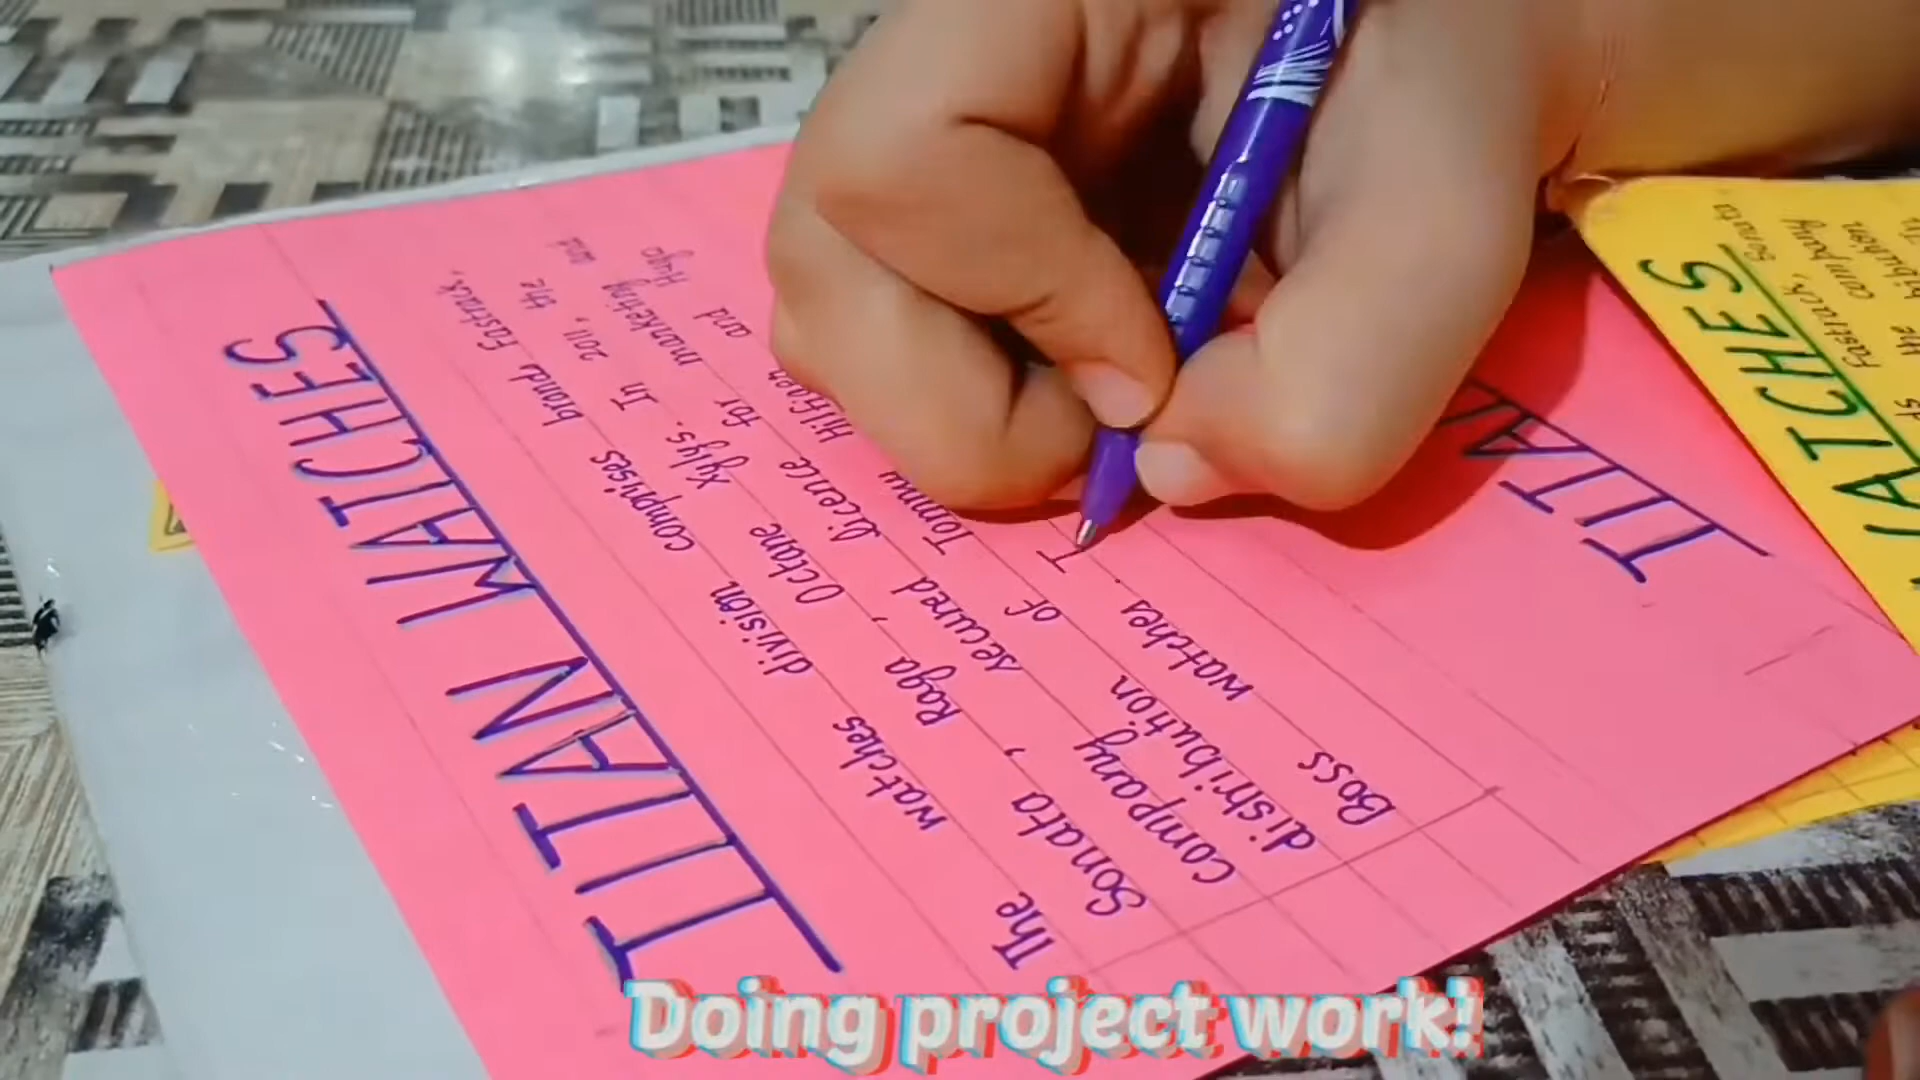 TITAN WATCHES
The watches division comprises brand Fastrack,
Sonata, Raga, Octane Xylys. In 2011, the
company secured licence for marketing and
distribution of Tommy Hilfiger and Hugo
Boss watches. T
TITA
WATCHES
Fastrack, Sonata
company
the
Doing project work!